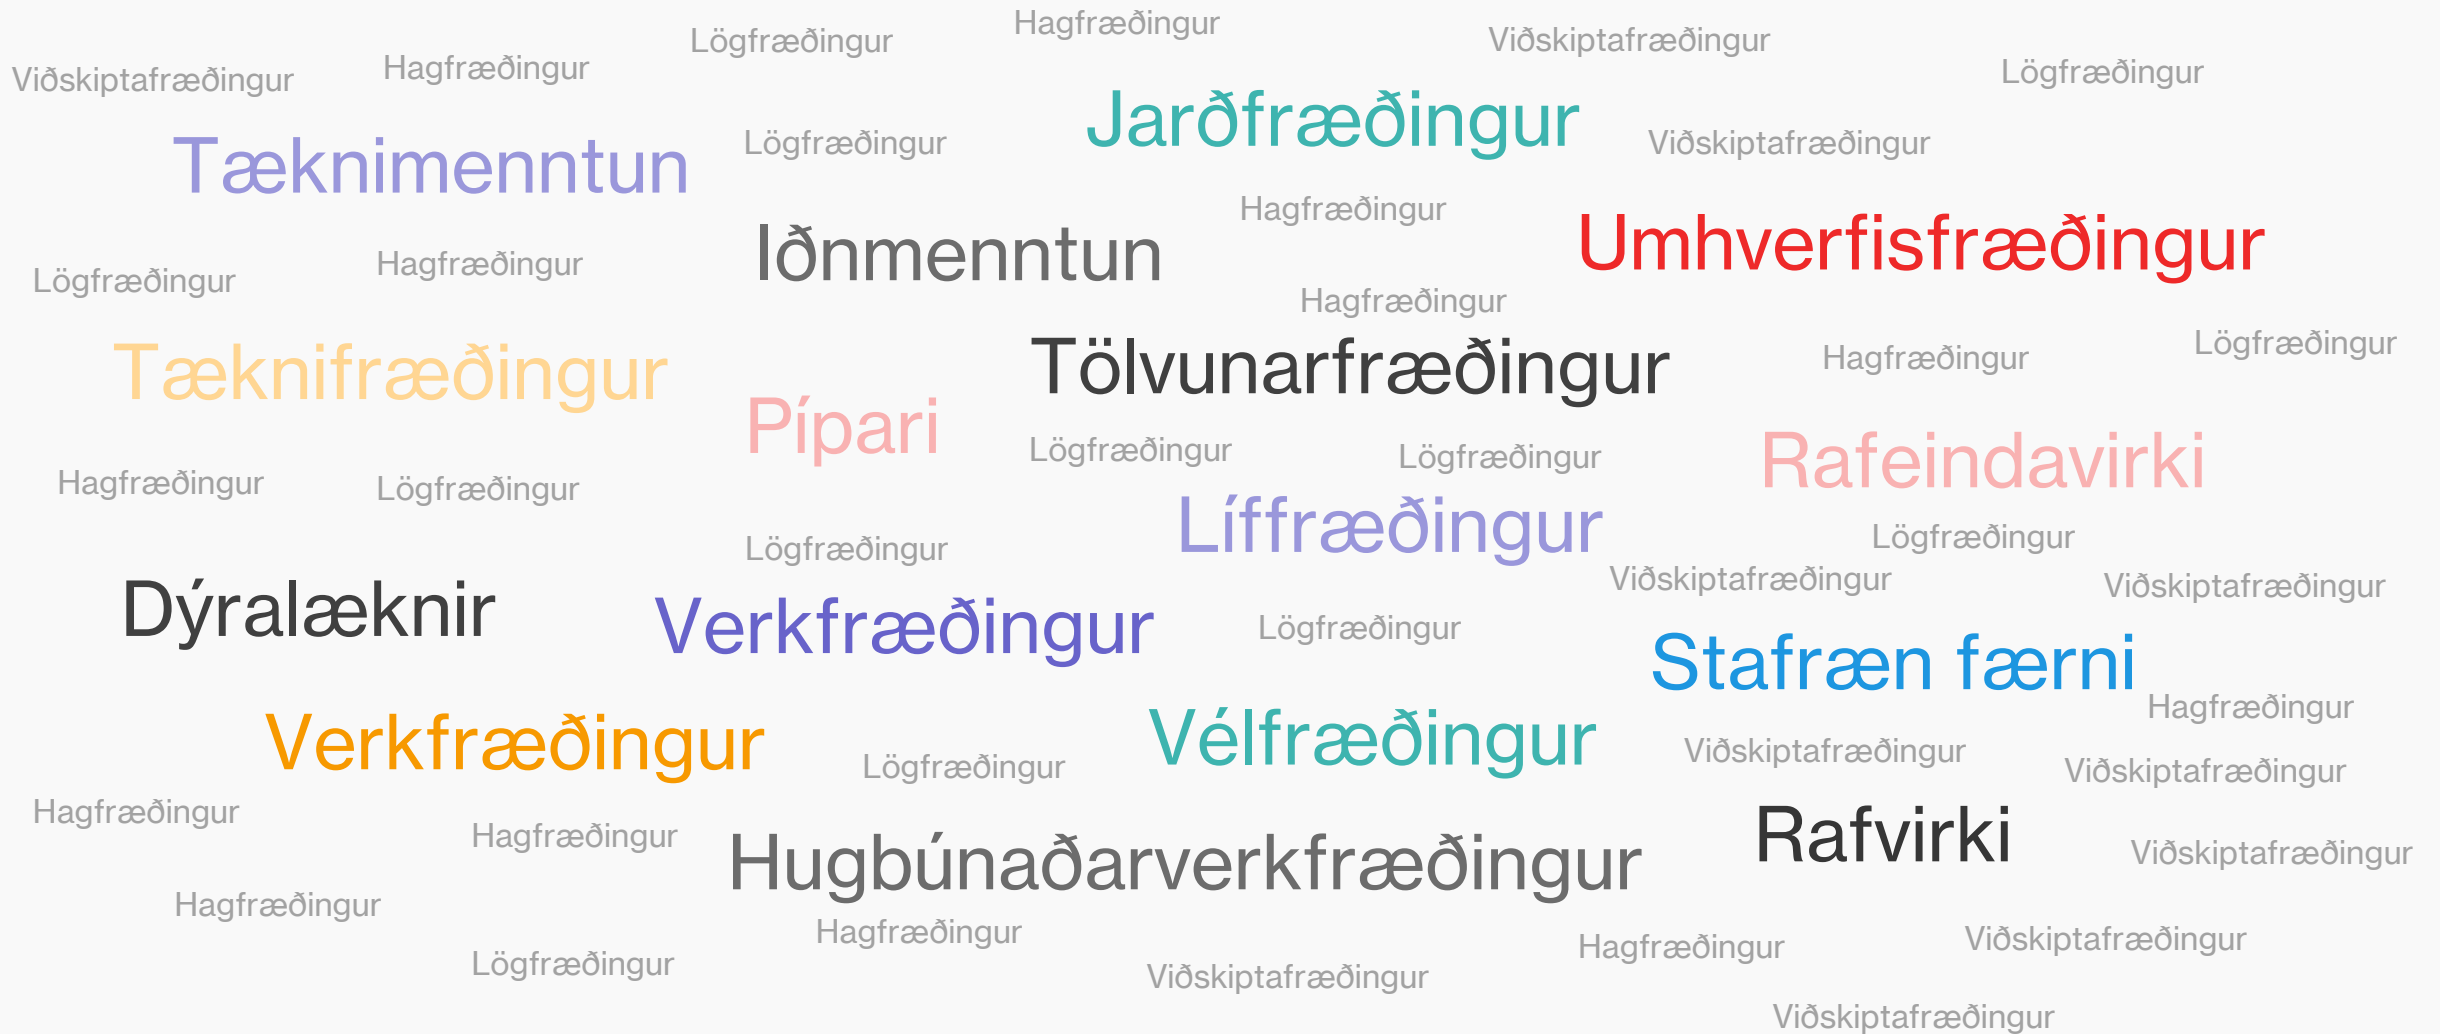 Hagfræðingur
Lögfræðingur
Viðskiptafræðingur
Hagfræðingur
Viðskiptafræðingur
Lögfræðingur
Jarðfræðingur
Lögfræðingur
Viðskiptafræðingur
Tæknimenntun
Hagfræðingur
Umhverfisfræðingur
Iðnmenntun
Hagfræðingur
Lögfræðingur
Hagfræðingur
Lögfræðingur
Hagfræðingur
Tölvunarfræðingur
Tæknifræðingur
Pípari
Lögfræðingur
Lögfræðingur
Rafeindavirki
Hagfræðingur
Lögfræðingur
Líffræðingur
Lögfræðingur
Lögfræðingur
Viðskiptafræðingur
Viðskiptafræðingur
Dýralæknir
Verkfræðingur
Lögfræðingur
Stafræn færni
Hagfræðingur
Vélfræðingur
Verkfræðingur
Viðskiptafræðingur
Lögfræðingur
Viðskiptafræðingur
Hagfræðingur
Hagfræðingur
Rafvirki
Viðskiptafræðingur
Hugbúnaðarverkfræðingur
Hagfræðingur
Hagfræðingur
Viðskiptafræðingur
Hagfræðingur
Lögfræðingur
Viðskiptafræðingur
Viðskiptafræðingur